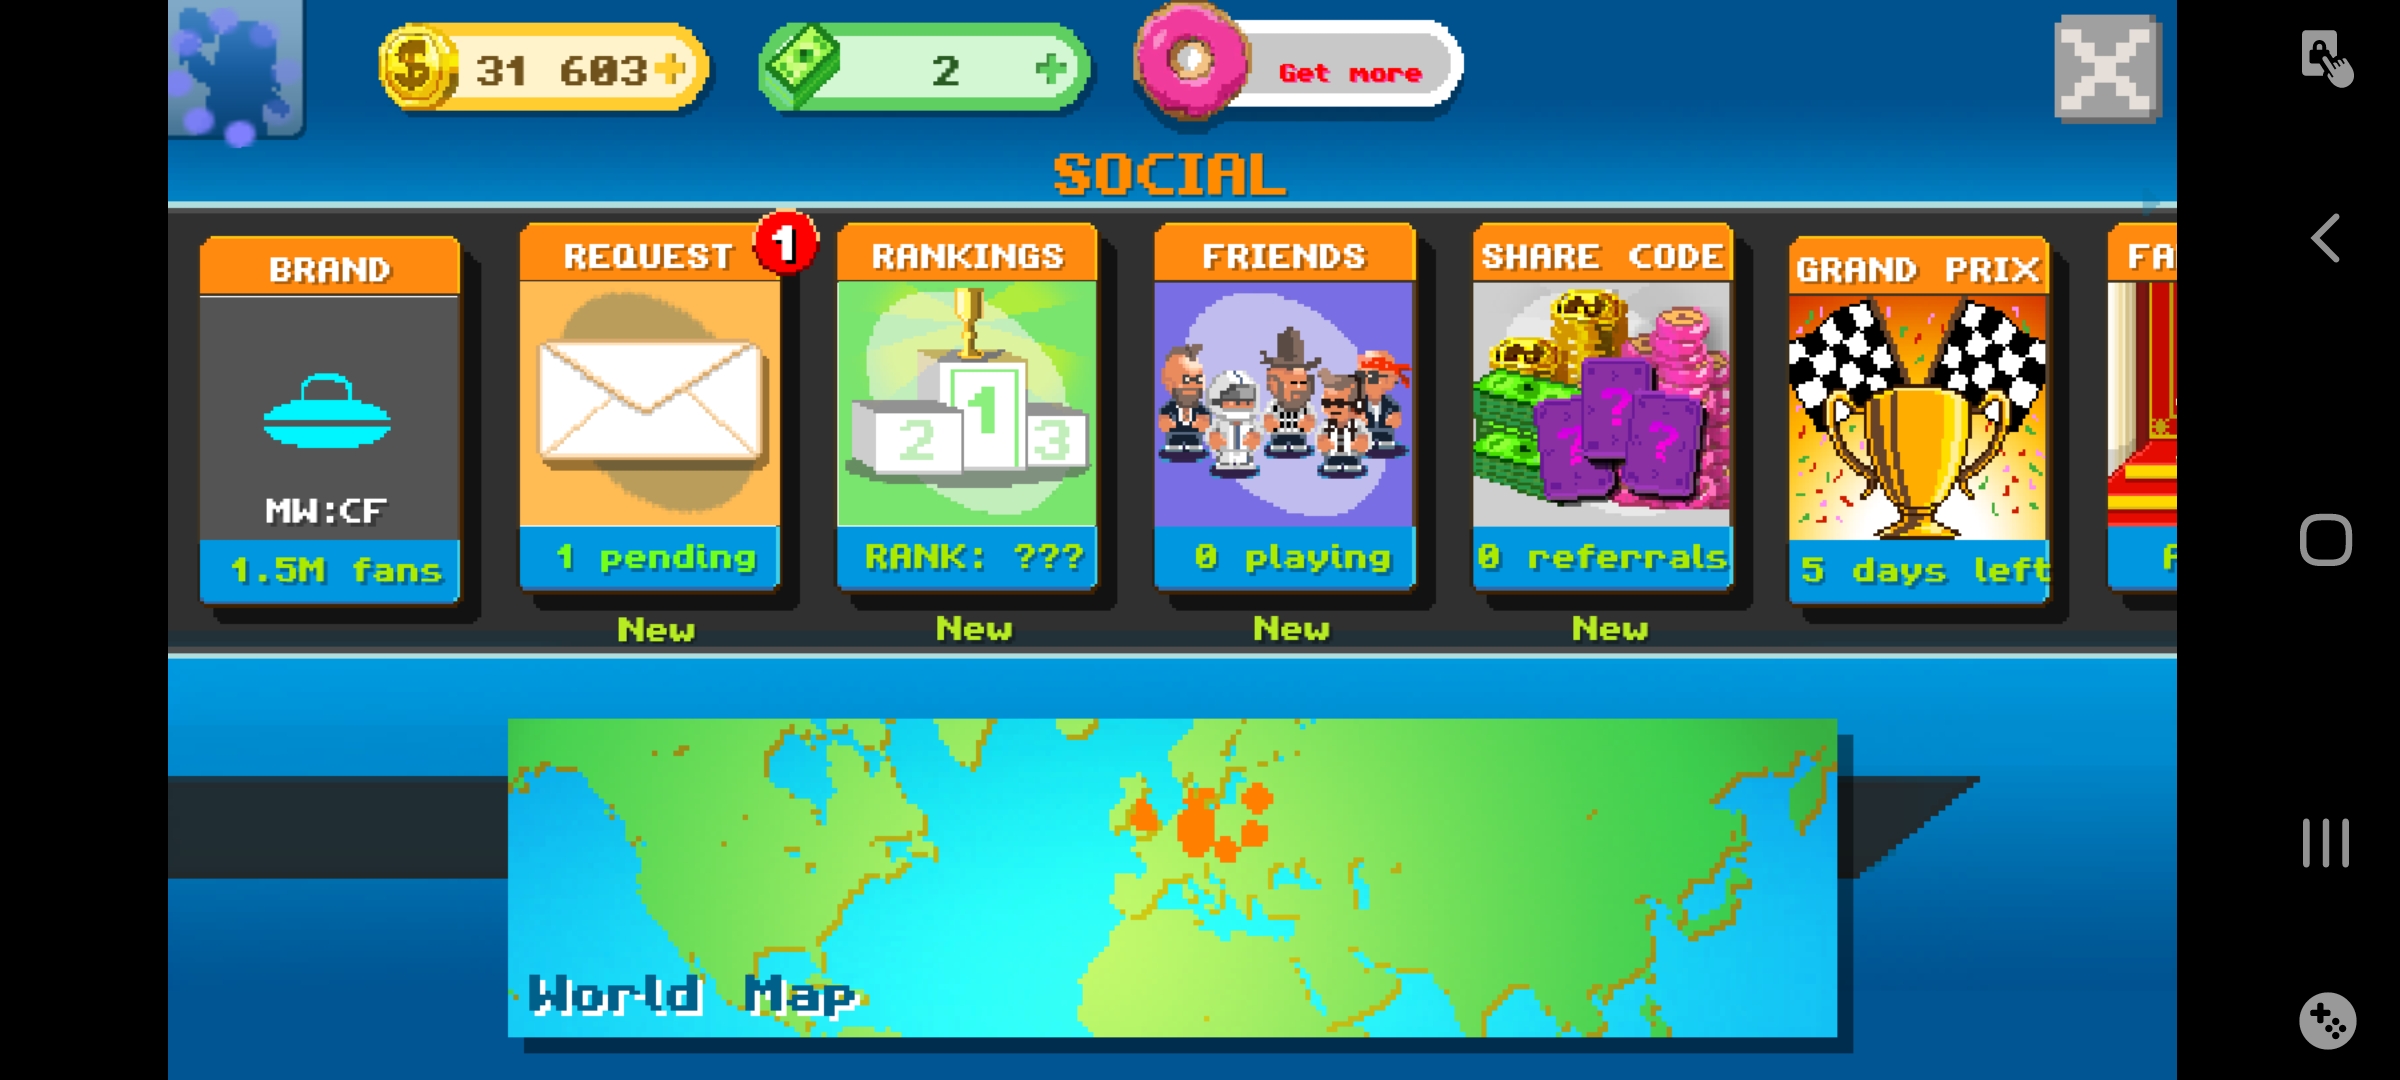 31 603
2
Get more
SOCIAL
BRAND
MW:CF
1.5M fans
REQUEST
1
1 pending
New
RANKINGS
1
2
3
RANK: ???
New
FRIENDS
0 playing
New
SHARE CODE
? ? ?
0 referrals
New
GRAND PRIX
5 days left
FA
World Map